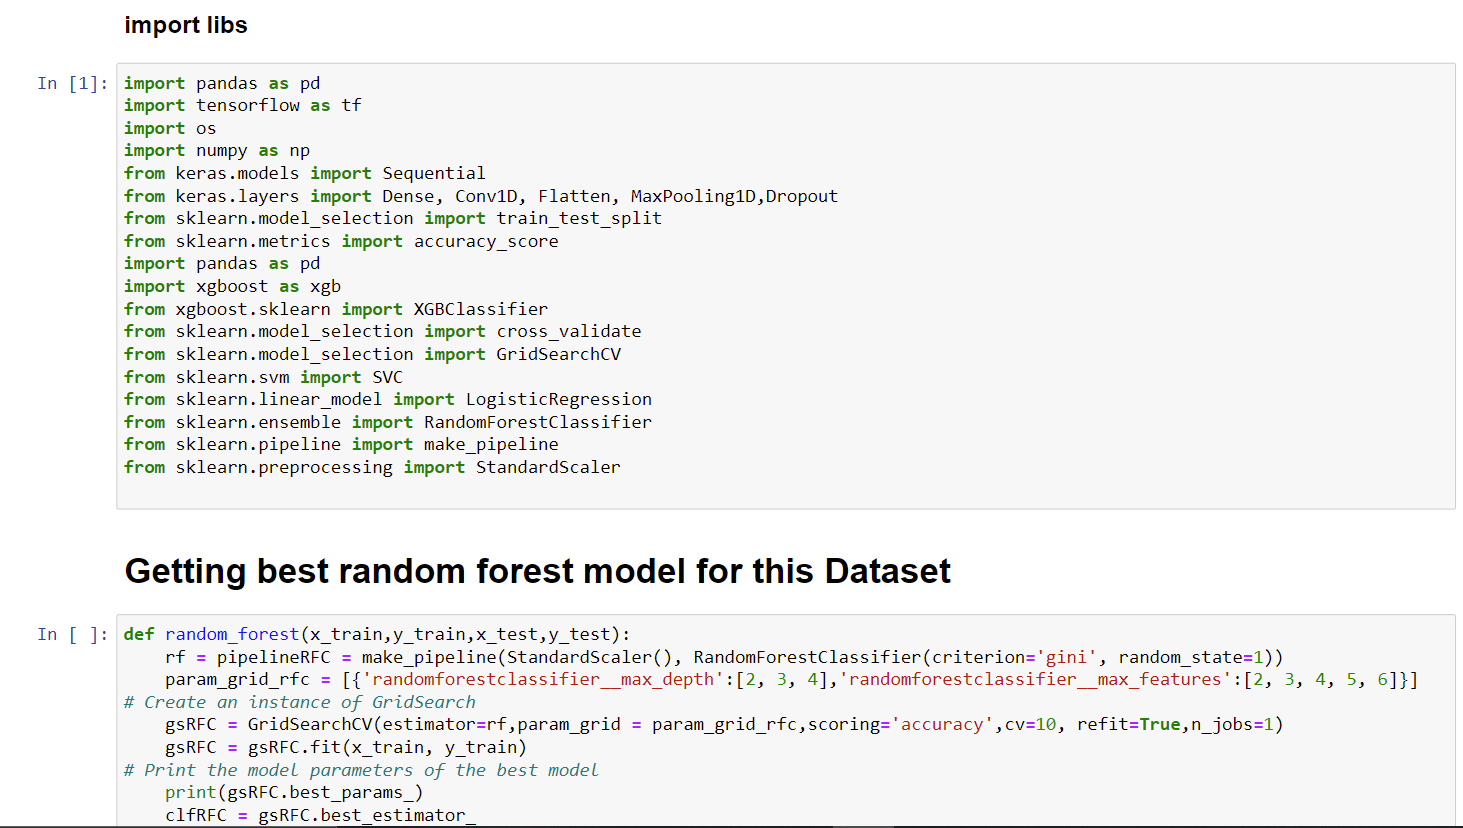 import libs
In [1]:
import pandas as pd
import tensorflow as tf
import os
import numpy as np
from keras.models import Sequential
from keras.layers import Dense, Conv1D, Flatten, MaxPooling1D,Dropout
from sklearn.model_selection import train_test_split
from sklearn.metrics import accuracy_score
import pandas as pd
import xgboost as xgb
from xgboost.sklearn import XGBClassifier
from sklearn.model_selection import cross_validate
from sklearn.model_selection import GridSearchCV
from sklearn.svm import SVC
from sklearn.linear_model import LogisticRegression
from sklearn.ensemble import RandomForestClassifier
from sklearn.pipeline import make_pipeline
from sklearn.preprocessing import StandardScaler
Getting best random forest model for this Dataset
In [ ]:
def random_forest(x_train,y_train,x_test,y_test):
    rf = pipelineRFC = make_pipeline(StandardScaler(), RandomForestClassifier(criterion='gini', random_state=1))
    param_grid_rfc = [{'randomforestclassifier__max_depth':[2, 3, 4],'randomforestclassifier__max_features':[2, 3, 4, 5, 6]}]
# Create an instance of GridSearch
    gsRFC = GridSearchCV(estimator=rf,param_grid = param_grid_rfc,scoring='accuracy',cv=10, refit=True,n_jobs=1)
    gsRFC = gsRFC.fit(x_train, y_train)
# Print the model parameters of the best model
    print(gsRFC.best_params_)
    clfRFC = gsRFC.best_estimator_